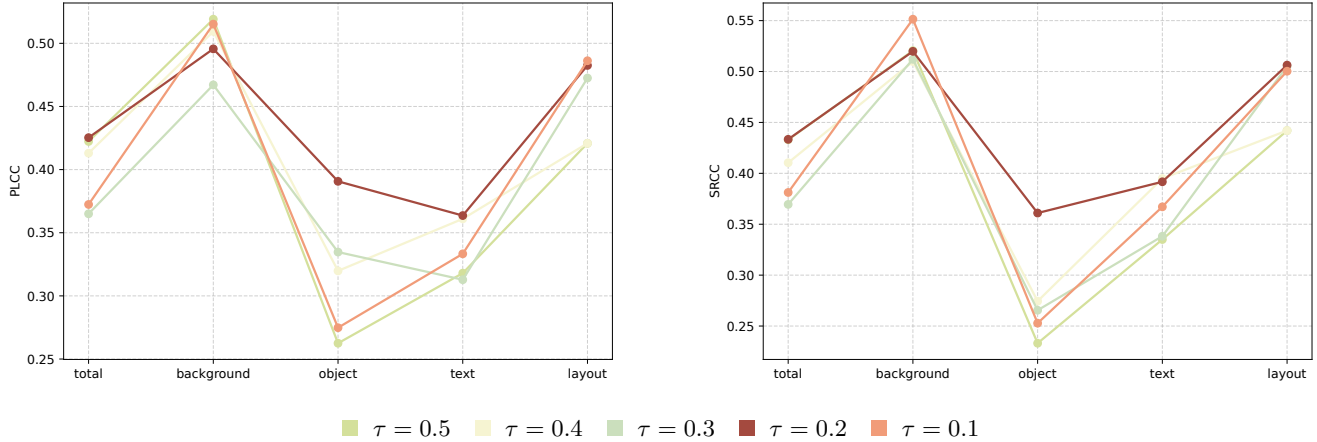 PLCC
0.50
0.45
0.40
0.35
0.30
0.25
total background object text layout
SRCC
0.55
0.50
0.45
0.40
0.35
0.30
0.25
total background object text layout
τ = 0.5 τ = 0.4 τ = 0.3 τ = 0.2 τ = 0.1